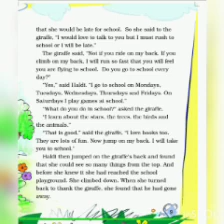 that she would be late for school. So she said to the
giraffe, "I would love to talk to you but I must rush to
school or I will be late."
The giraffe said, "Not if you ride on my back. If you
climb on my back, I will run so fast that you will feel
you are flying to school. Do you go to school every
day?"
"Yes," said Haldi. "I go to school on Mondays,
Tuesdays, Wednesdays, Thursdays and Fridays. On
Saturdays I play games at school."
"What do you do in school?" asked the giraffe.
"I learn about the stars, the trees, the birds and
the animals."
"That is good," said the giraffe. "I love books too.
They are lots of fun. Now jump on my back. I will take
you to school."
Haldi then jumped on the giraffe's back and found
that she could see so many things from the top. And
before she knew it she had reached the school
playground. She climbed down. When she turned
back to thank the giraffe, she found that he had gone
away.